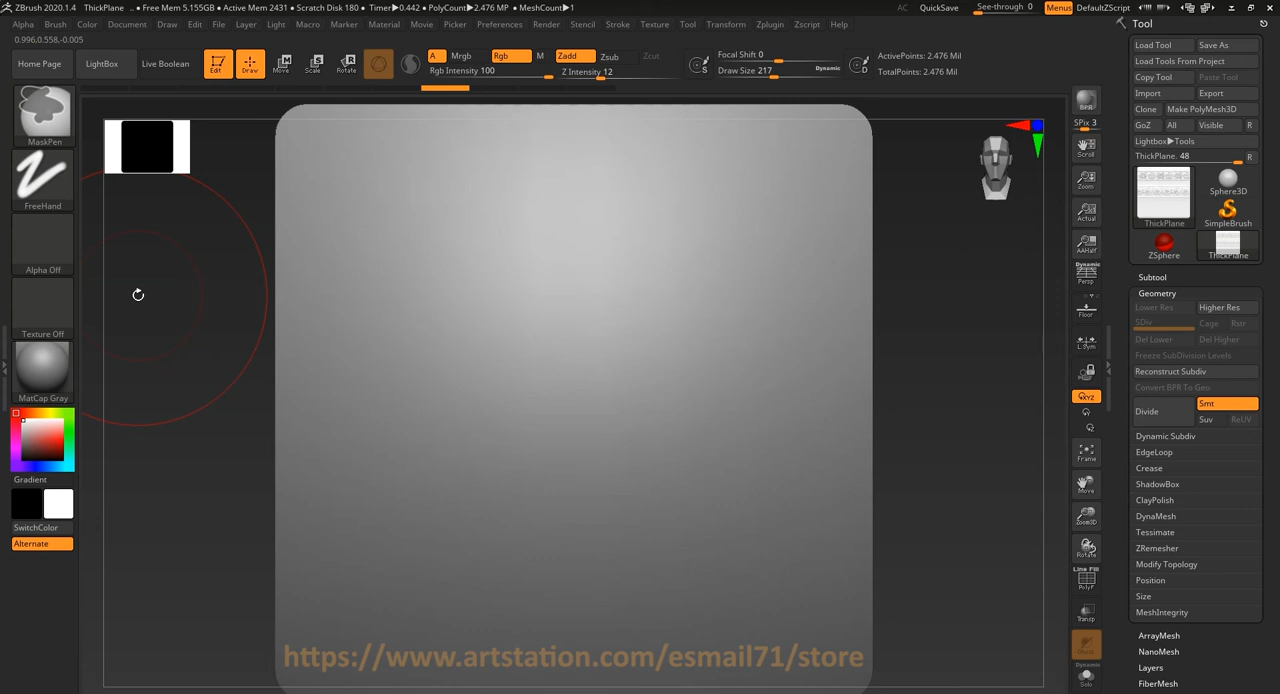 ZBrush 2020.1.4 ThickPlane .. • Free Mem 5.155GB • Active Mem 2431 • Scratch Disk 180 • Timer▶0.442 • PolyCount▶2.476 MP • MeshCount▶1 AC QuickSave See-through 0 Menus DefaultZScript
Alpha Brush Color Document Draw Edit File Layer Light Macro Marker Material Movie Picker Preferences Render Stencil Stroke Texture Tool Transform Zplugin Zscript Help
0.996,0.558,-0.005
Home Page LightBox Live Boolean Edit Draw Move Scale Rotate
A Mrgb Rgb M Zadd Zsub Zcut
Rgb Intensity 100 Z Intensity 12
Focal Shift 0
Draw Size 217 Dynamic
S D
ActivePoints: 2.476 Mil
TotalPoints: 2.476 Mil
MaskPen
FreeHand
Alpha Off
Texture Off
MatCap Gray
Gradient
SwitchColor
Alternate
https://www.artstation.com/esmail71/store
BPR
SPix 3
Scroll
Zoom
Actual
AAHalf
Dynamic
Persp
Floor
L.Sym
XYZ
Frame
Move
Zoom3D
Rotate
Line Fill
PolyF
Transp
Dynamic
Solo
Tool
Load Tool Save As
Load Tools From Project
Copy Tool Paste Tool
Import Export
Clone Make PolyMesh3D
GoZ All Visible R
Lightbox▶Tools
ThickPlane. 48 R
ThickPlane Sphere3D
SimpleBrush
ZSphere ThickPlane
Subtool
Geometry
Lower Res Higher Res
SDiv Cage Rstr
Del Lower Del Higher
Freeze SubDivision Levels
Reconstruct Subdiv
Convert BPR To Geo
Divide Smt
Suv ReUV
Dynamic Subdiv
EdgeLoop
Crease
ShadowBox
ClayPolish
DynaMesh
Tessimate
ZRemesher
Modify Topology
Position
Size
MeshIntegrity
ArrayMesh
NanoMesh
Layers
FiberMesh